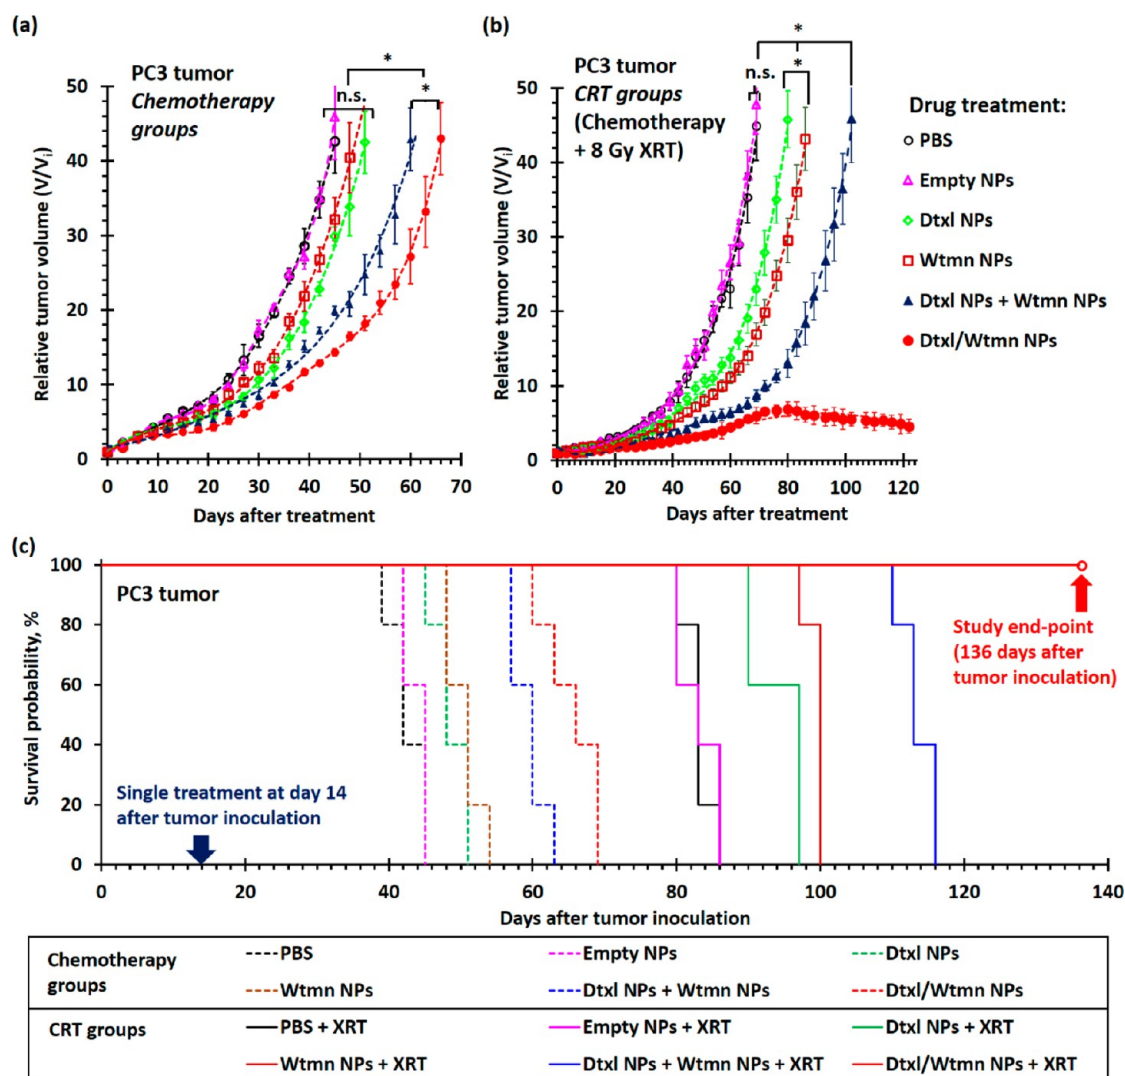 (a)
PC3 tumor
Chemotherapy
groups
*
n.s.
*
50
40
30
20
10
0
Relative tumor volume (V/Vi)
0 10 20 30 40 50 60 70
Days after treatment
(b)
PC3 tumor
CRT groups
(Chemotherapy
+ 8 Gy XRT)
*
n.s.
*
50
40
30
20
10
0
Relative tumor volume (V/Vi)
0 20 40 60 80 100 120
Days after treatment
Drug treatment:
PBS
Empty NPs
Dtxl NPs
Wtmn NPs
Dtxl NPs + Wtmn NPs
Dtxl/Wtmn NPs
(c)
PC3 tumor
100
80
60
40
20
0
Survival probability, %
Single treatment at day 14
after tumor inoculation
Study end-point
(136 days after
tumor inoculation)
0 20 40 60 80 100 120 140
Days after tumor inoculation
Chemotherapy
groups
PBS Empty NPs Dtxl NPs
Wtmn NPs Dtxl NPs + Wtmn NPs Dtxl/Wtmn NPs
CRT groups
PBS + XRT Empty NPs + XRT Dtxl NPs + XRT
Wtmn NPs + XRT Dtxl NPs + Wtmn NPs + XRT Dtxl/Wtmn NPs + XRT